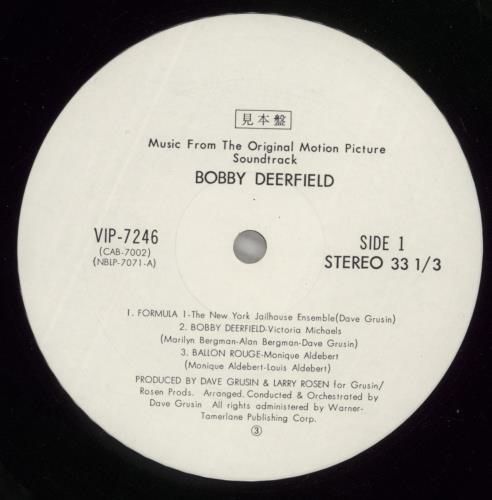 見本盤
Music From The Original Motion Picture
Soundtrack
BOBBY DEERFIELD
VIP-7246
(CAB-7002)
(NBLP-7071-A)
SIDE 1
STEREO 33 1/3
1. FORMULA 1-The New York Jailhouse Ensemble(Dave Grusin)
2. BOBBY DEERFIELD-Victoria Michaels
(Marilyn Bergman-Alan Bergman-Dave Grusin)
3. BALLON ROUGE-Monique Aldebert
(Monique Aldebert-Louis Aldebert)
PRODUCED BY DAVE GRUSIN & LARRY ROSEN for Grusin/
Rosen Prods. Arranged.Conducted & Orchestrated by
Dave Grusin All rights administered by Warner-
Tamerlane Publishing Corp.
③